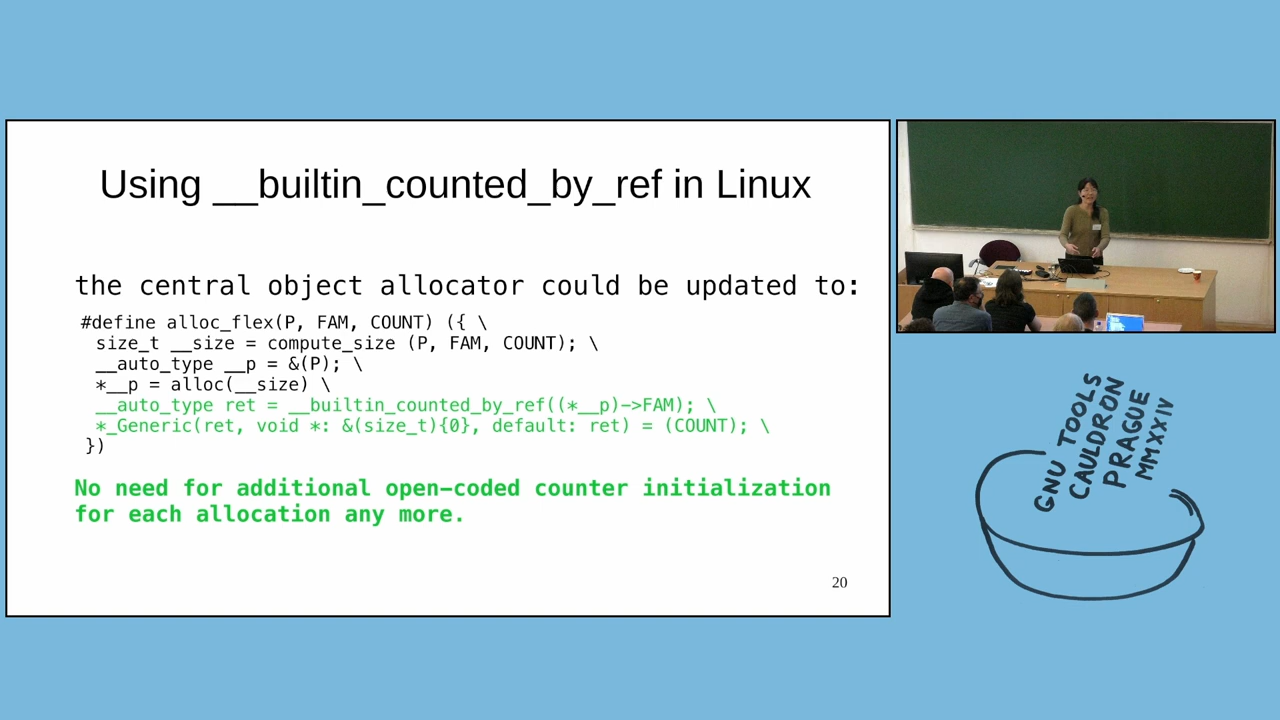 Using __builtin_counted_by_ref in Linux
the central object allocator could be updated to:
#define alloc_flex(P, FAM, COUNT) ({ \
size_t __size = compute_size (P, FAM, COUNT); \
__auto_type __p = &(P); \
*__p = alloc(__size) \
__auto_type ret = __builtin_counted_by_ref((*__p)->FAM); \
*_Generic(ret, void *: &(size_t){0}, default: ret) = (COUNT); \
})
No need for additional open-coded counter initialization
for each allocation any more.
20
GNU TOOLS
CAULDRON
PRAGUE
MMXXIV